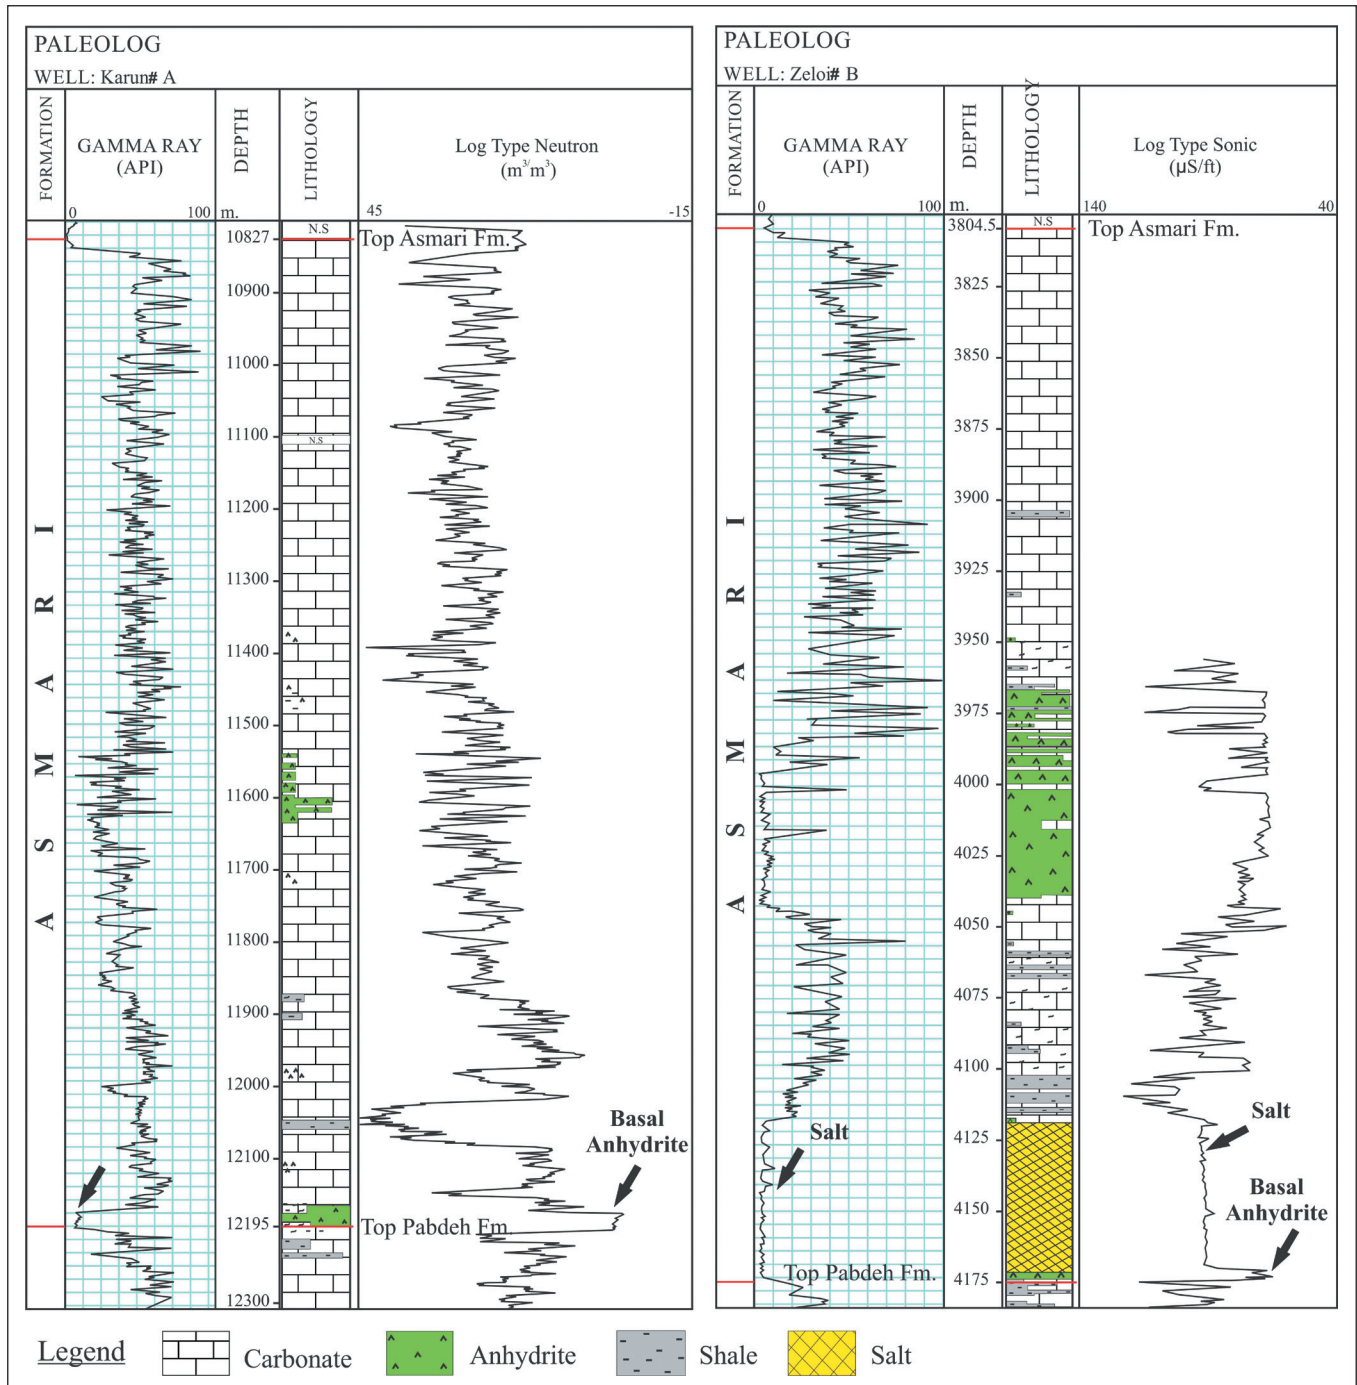 PALEOLOG
WELL: Karun# A
FORMATION
GAMMA RAY
(API)
DEPTH
LITHOLOGY
Log Type Neutron
(m³/m³)
0 100 m. 45 -15
N.S
10827
Top Asmari Fm.
10900
11000
11100
N.S
11200
11300
11400
11500
11600
11700
11800
11900
12000
12100
12195
12300
ASMARI
Basal
Anhydrite
Top Pabdeh Fm.
PALEOLOG
WELL: Zeloi# B
FORMATION
GAMMA RAY
(API)
DEPTH
LITHOLOGY
Log Type Sonic
(µS/ft)
0 100 m. 140 40
N.S
3804.5
Top Asmari Fm.
3825
3850
3875
3900
3925
3950
3975
4000
4025
4050
4075
4100
4125
4150
4175
ASMARI
Salt
Salt
Basal
Anhydrite
Top Pabdeh Fm.
Legend
Carbonate
Anhydrite
Shale
Salt